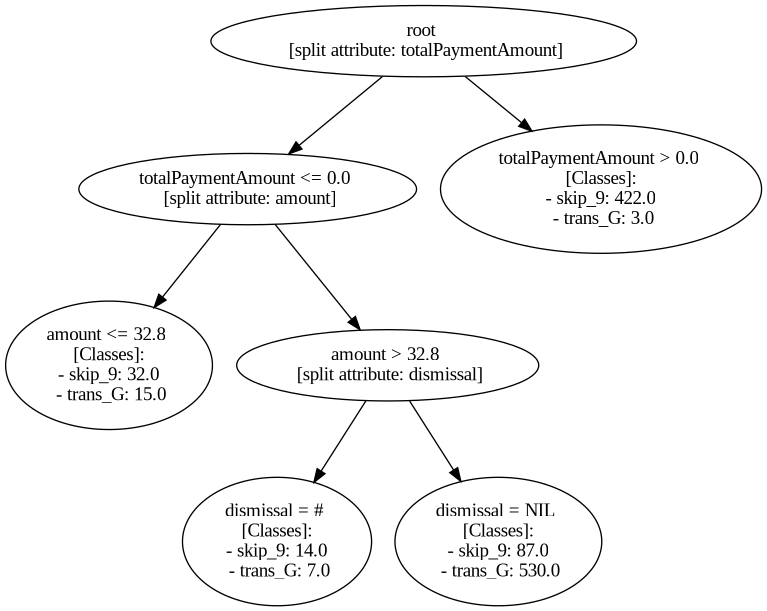 root
[split attribute: totalPaymentAmount]
totalPaymentAmount <= 0.0
[split attribute: amount]
totalPaymentAmount > 0.0
[Classes]:
- skip_9: 422.0
- trans_G: 3.0
amount <= 32.8
[Classes]:
- skip_9: 32.0
- trans_G: 15.0
amount > 32.8
[split attribute: dismissal]
dismissal = #
[Classes]:
- skip_9: 14.0
- trans_G: 7.0
dismissal = NIL
[Classes]:
- skip_9: 87.0
- trans_G: 530.0